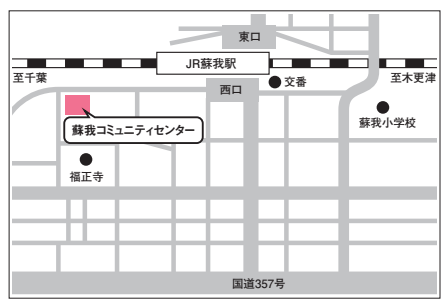 東口
JR蘇我駅
至千葉
西口
交番
至木更津
蘇我コミュニティセンター
蘇我小学校
福正寺
国道357号